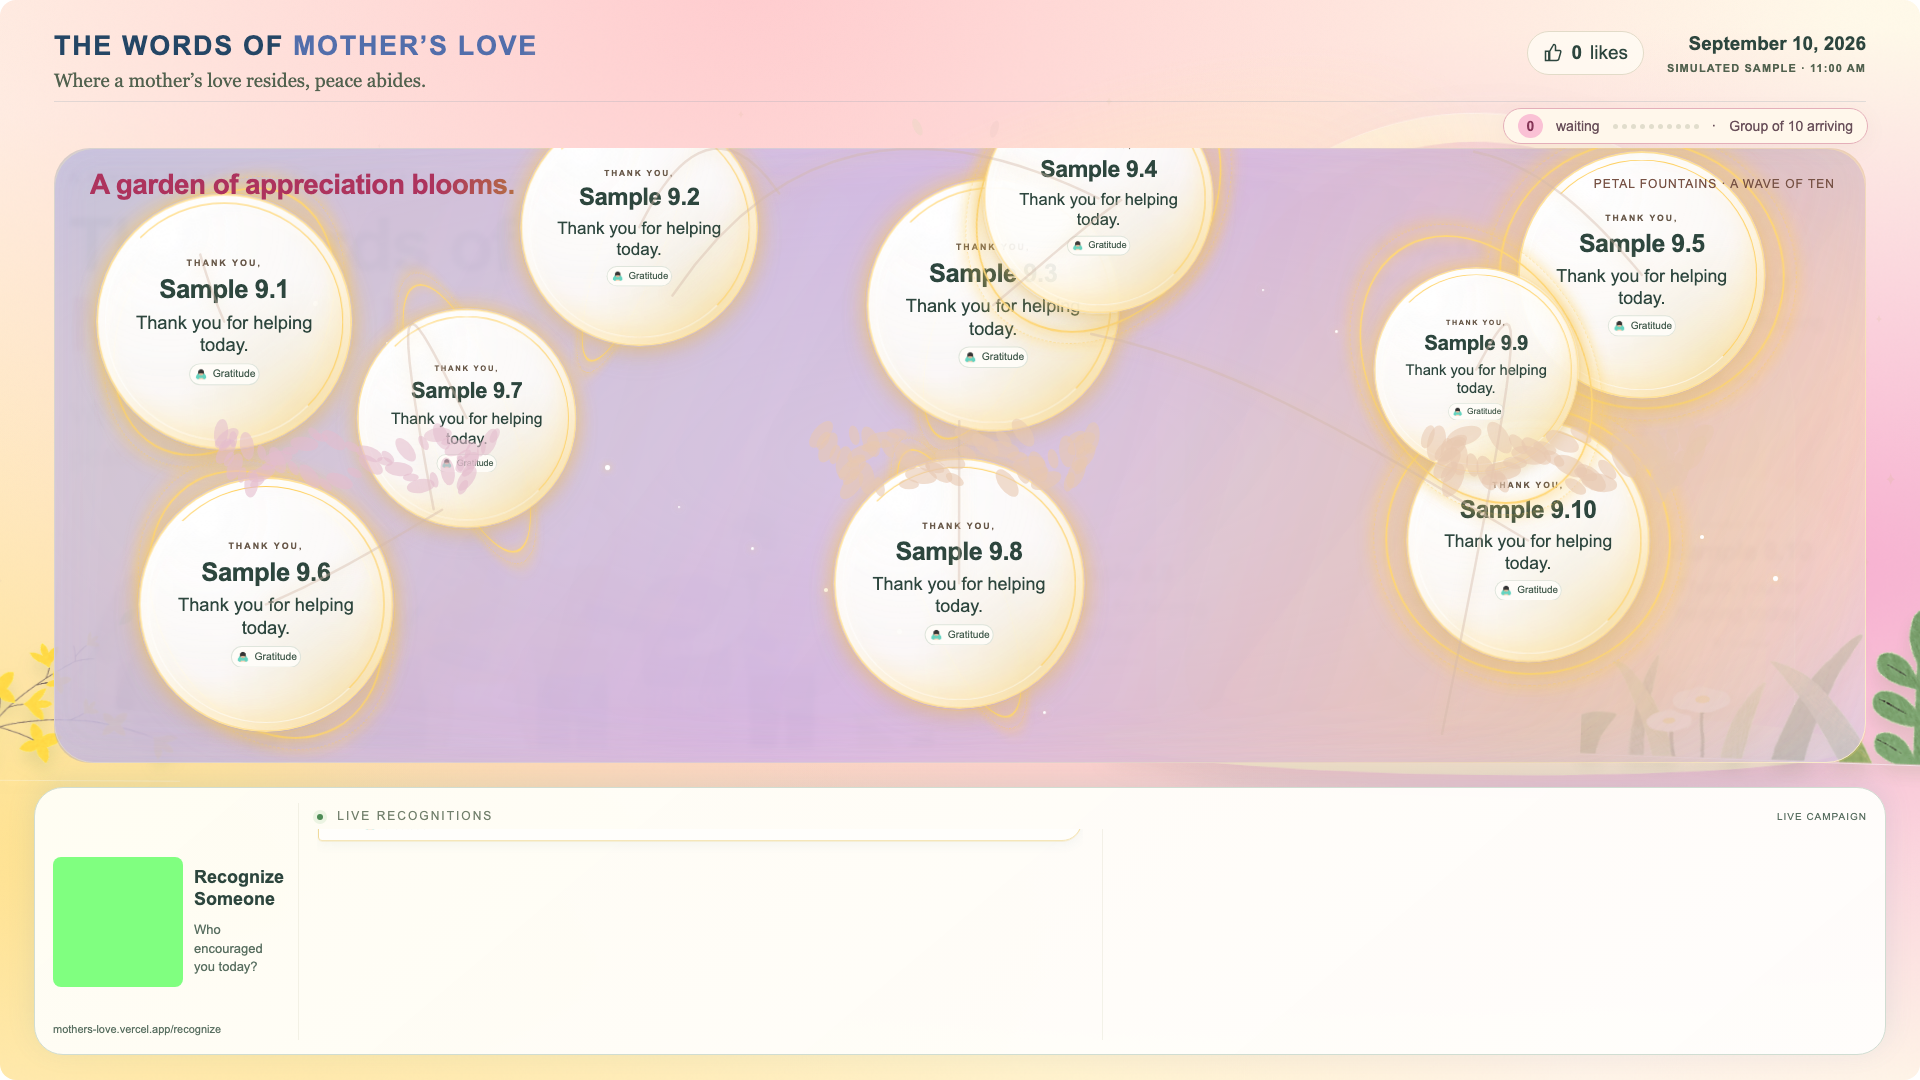 THE WORDS OF MOTHER’S LOVE
Where a mother’s love resides, peace abides.
0 likes
September 10, 2026
SIMULATED SAMPLE · 11:00 AM
0 waiting · Group of 10 arriving
A garden of appreciation blooms.
PETAL FOUNTAINS · A WAVE OF TEN
THANK YOU,
Sample 9.1
Thank you for helping
today.
Gratitude
THANK YOU,
Sample 9.2
Thank you for helping
today.
Gratitude
THANK YOU,
Sample 9.3
Thank you for helping
today.
Gratitude
Sample 9.4
Thank you for helping
today.
Gratitude
THANK YOU,
Sample 9.5
Thank you for helping
today.
Gratitude
THANK YOU,
Sample 9.6
Thank you for helping
today.
Gratitude
THANK YOU,
Sample 9.7
Thank you for helping
today.
Gratitude
THANK YOU,
Sample 9.8
Thank you for helping
today.
Gratitude
THANK YOU,
Sample 9.9
Thank you for helping
today.
Gratitude
THANK YOU,
Sample 9.10
Thank you for helping
today.
Gratitude
LIVE RECOGNITIONS
LIVE CAMPAIGN
Recognize
Someone
Who
encouraged
you today?
mothers-love.vercel.app/recognize